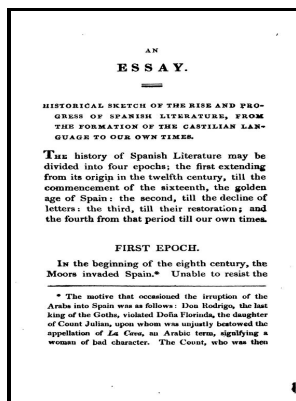 AN
ESSAY.
HISTORICAL SKETCH OF THE RISE AND PRO-
GRESS OF SPANISH LITERATURE, FROM
THE FORMATION OF THE CASTILIAN LAN-
GUAGE TO OUR OWN TIMES.
THE history of Spanish Literature may be
divided into four epochs; the first extending
from its origin in the twelfth century, till the
commencement of the sixteenth, the golden
age of Spain: the second, till the decline of
letters: the third, till their restoration; and
the fourth from that period till our own times.
FIRST EPOCH.
IN the beginning of the eighth century, the
Moors invaded Spain.* Unable to resist the
* The motive that occasioned the irruption of the
Arabs into Spain was as follows: Don Rodrigo, the last
king of the Goths, violated Doña Florinda, the daughter
of Count Julian, upon whom was unjustly bestowed the
appellation of La Cava, an Arabic term, signifying a
woman of bad character. The Count, who was then